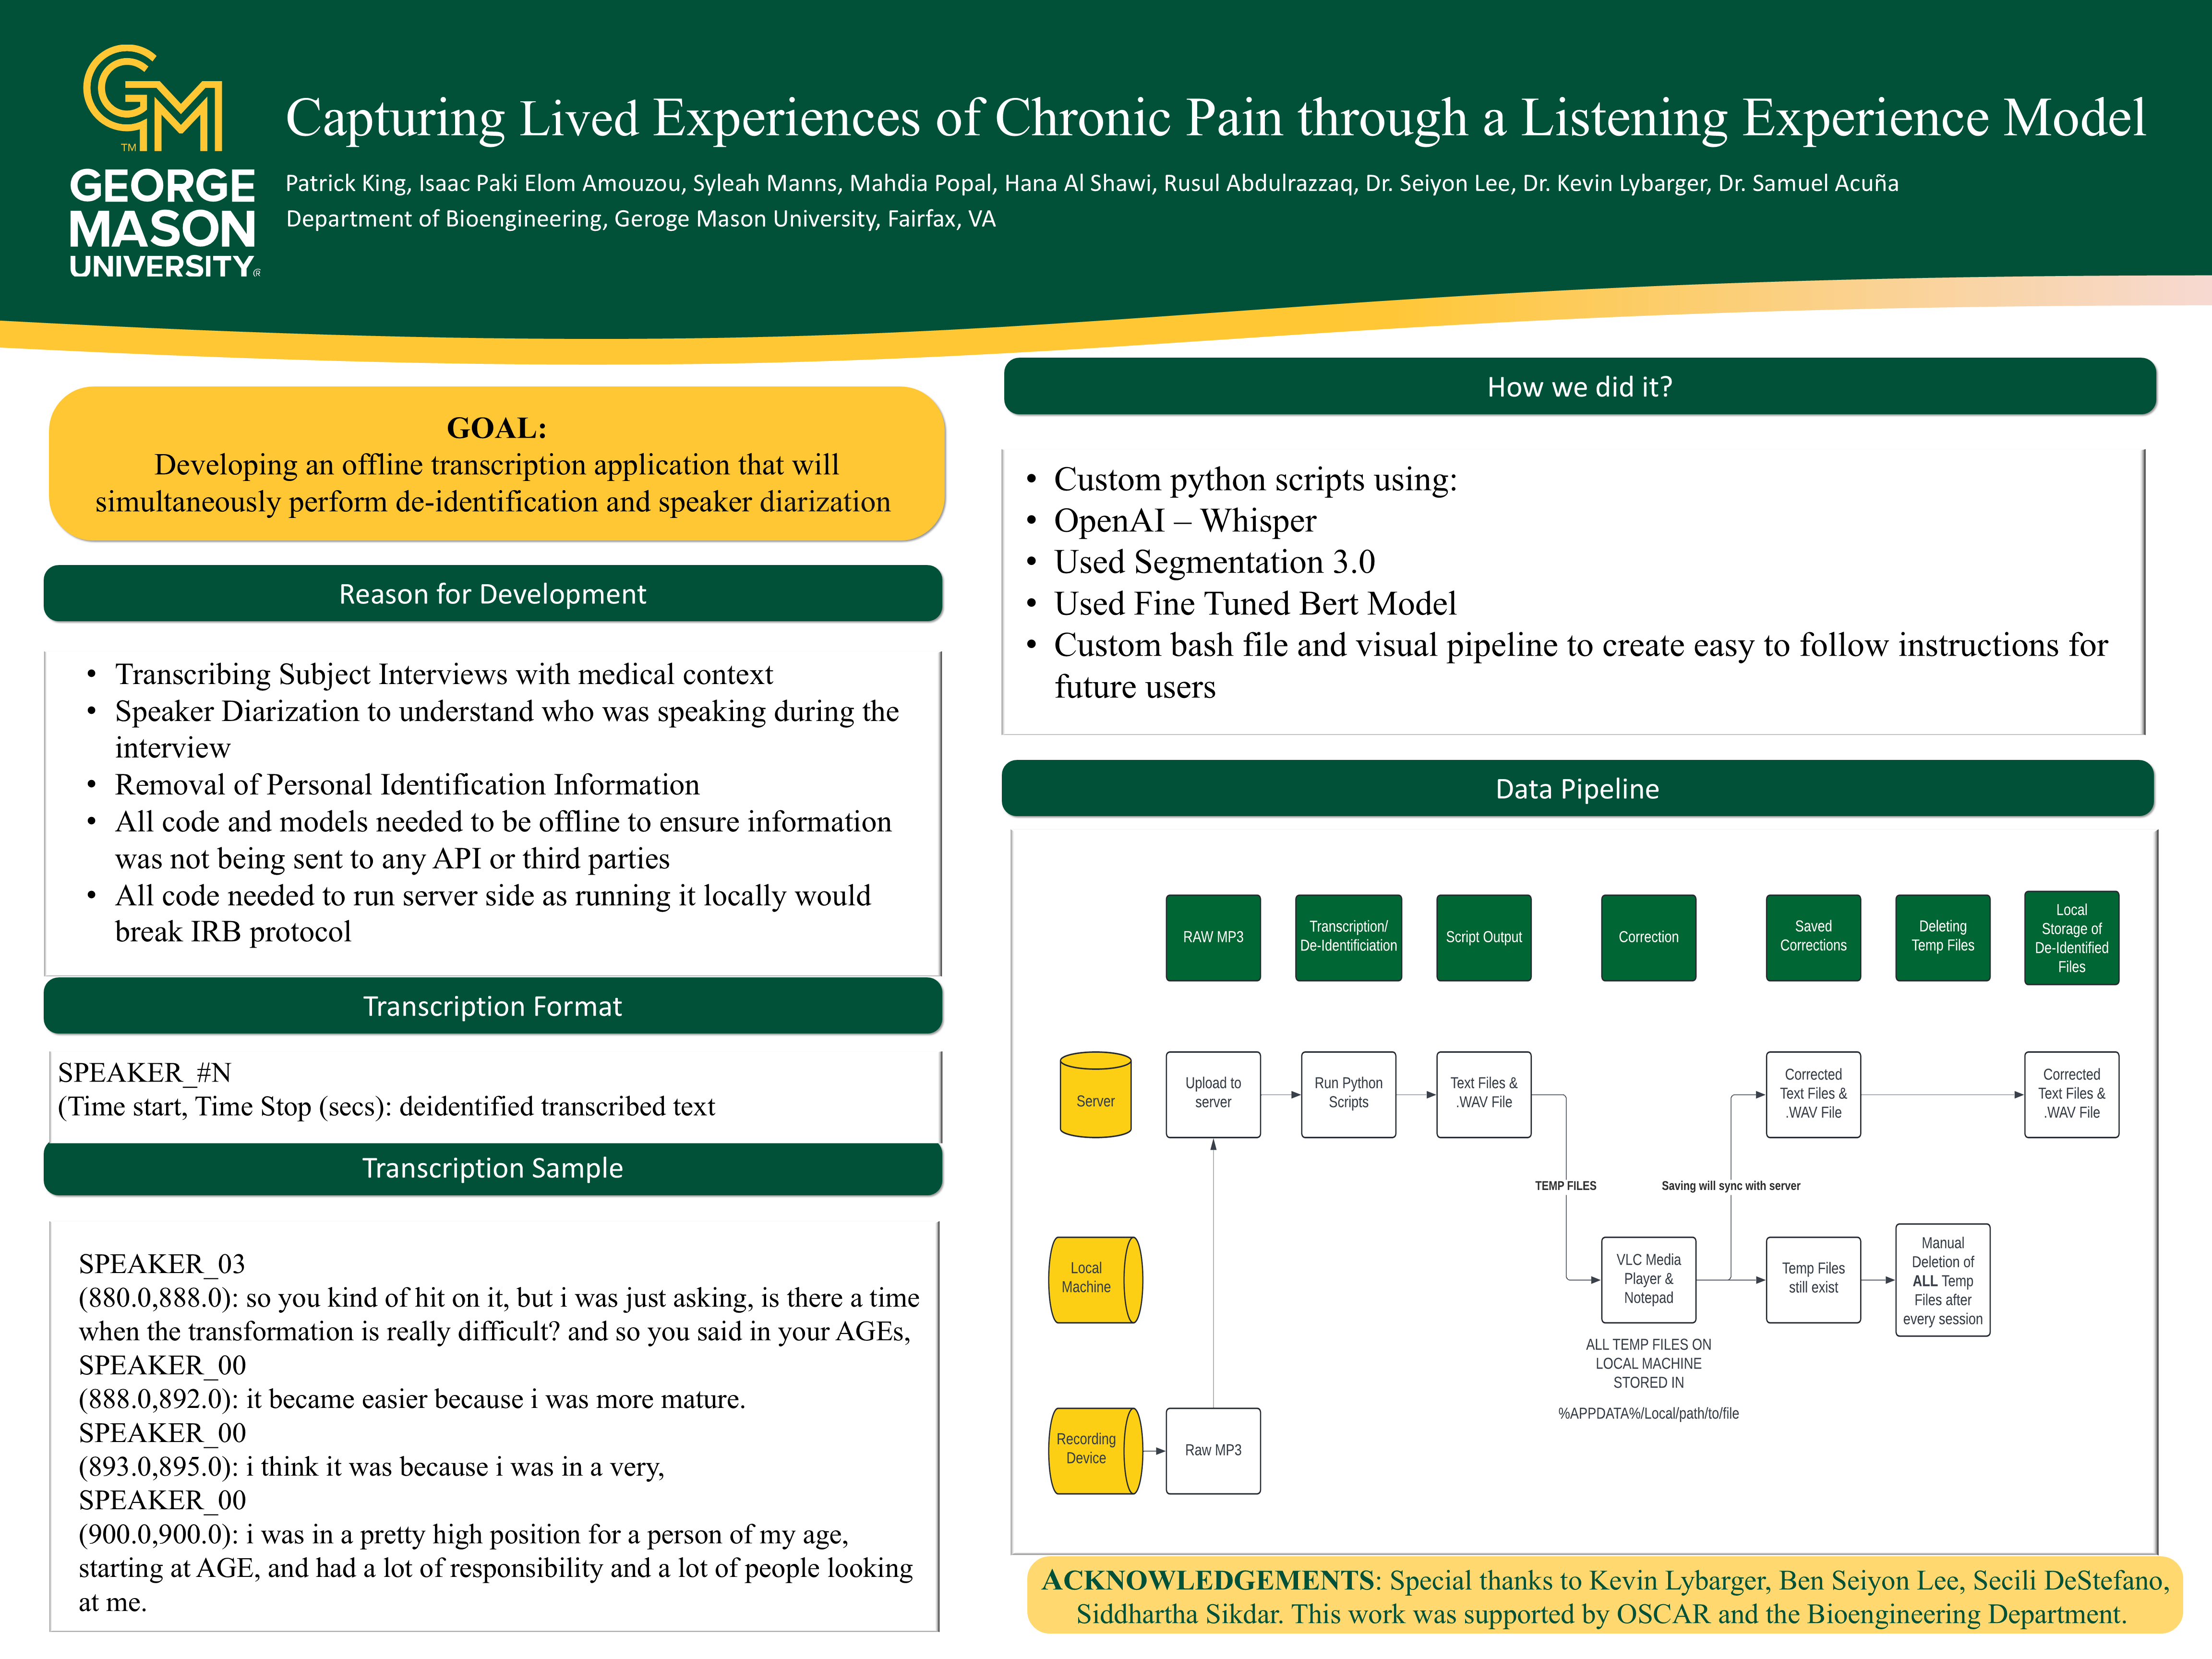 GM
TM
GEORGE
MASON
UNIVERSITY®
Capturing Lived Experiences of Chronic Pain through a Listening Experience Model
Patrick King, Isaac Paki Elom Amouzou, Syleah Manns, Mahdia Popal, Hana Al Shawi, Rusul Abdulrazzaq, Dr. Seiyon Lee, Dr. Kevin Lybarger, Dr. Samuel Acuña
Department of Bioengineering, Geroge Mason University, Fairfax, VA
GOAL:
Developing an offline transcription application that will
simultaneously perform de-identification and speaker diarization
Reason for Development
• Transcribing Subject Interviews with medical context
• Speaker Diarization to understand who was speaking during the
interview
• Removal of Personal Identification Information
• All code and models needed to be offline to ensure information
was not being sent to any API or third parties
• All code needed to run server side as running it locally would
break IRB protocol
Transcription Format
SPEAKER_#N
(Time start, Time Stop (secs): deidentified transcribed text
Transcription Sample
SPEAKER_03
(880.0,888.0): so you kind of hit on it, but i was just asking, is there a time
when the transformation is really difficult? and so you said in your AGEs,
SPEAKER_00
(888.0,892.0): it became easier because i was more mature.
SPEAKER_00
(893.0,895.0): i think it was because i was in a very,
SPEAKER_00
(900.0,900.0): i was in a pretty high position for a person of my age,
starting at AGE, and had a lot of responsibility and a lot of people looking
at me.
How we did it?
• Custom python scripts using:
• OpenAI – Whisper
• Used Segmentation 3.0
• Used Fine Tuned Bert Model
• Custom bash file and visual pipeline to create easy to follow instructions for
future users
Data Pipeline
RAW MP3
Transcription/
De-Identificiation
Script Output
Correction
Saved
Corrections
Deleting
Temp Files
Local
Storage of
De-Identified
Files
Server
Upload to
server
Run Python
Scripts
Text Files &
.WAV File
Corrected
Text Files &
.WAV File
Corrected
Text Files &
.WAV File
TEMP FILES
Saving will sync with server
Local
Machine
VLC Media
Player &
Notepad
Temp Files
still exist
Manual
Deletion of
ALL Temp
Files after
every session
ALL TEMP FILES ON
LOCAL MACHINE
STORED IN
%APPDATA%/Local/path/to/file
Recording
Device
Raw MP3
ACKNOWLEDGEMENTS: Special thanks to Kevin Lybarger, Ben Seiyon Lee, Secili DeStefano,
Siddhartha Sikdar. This work was supported by OSCAR and the Bioengineering Department.